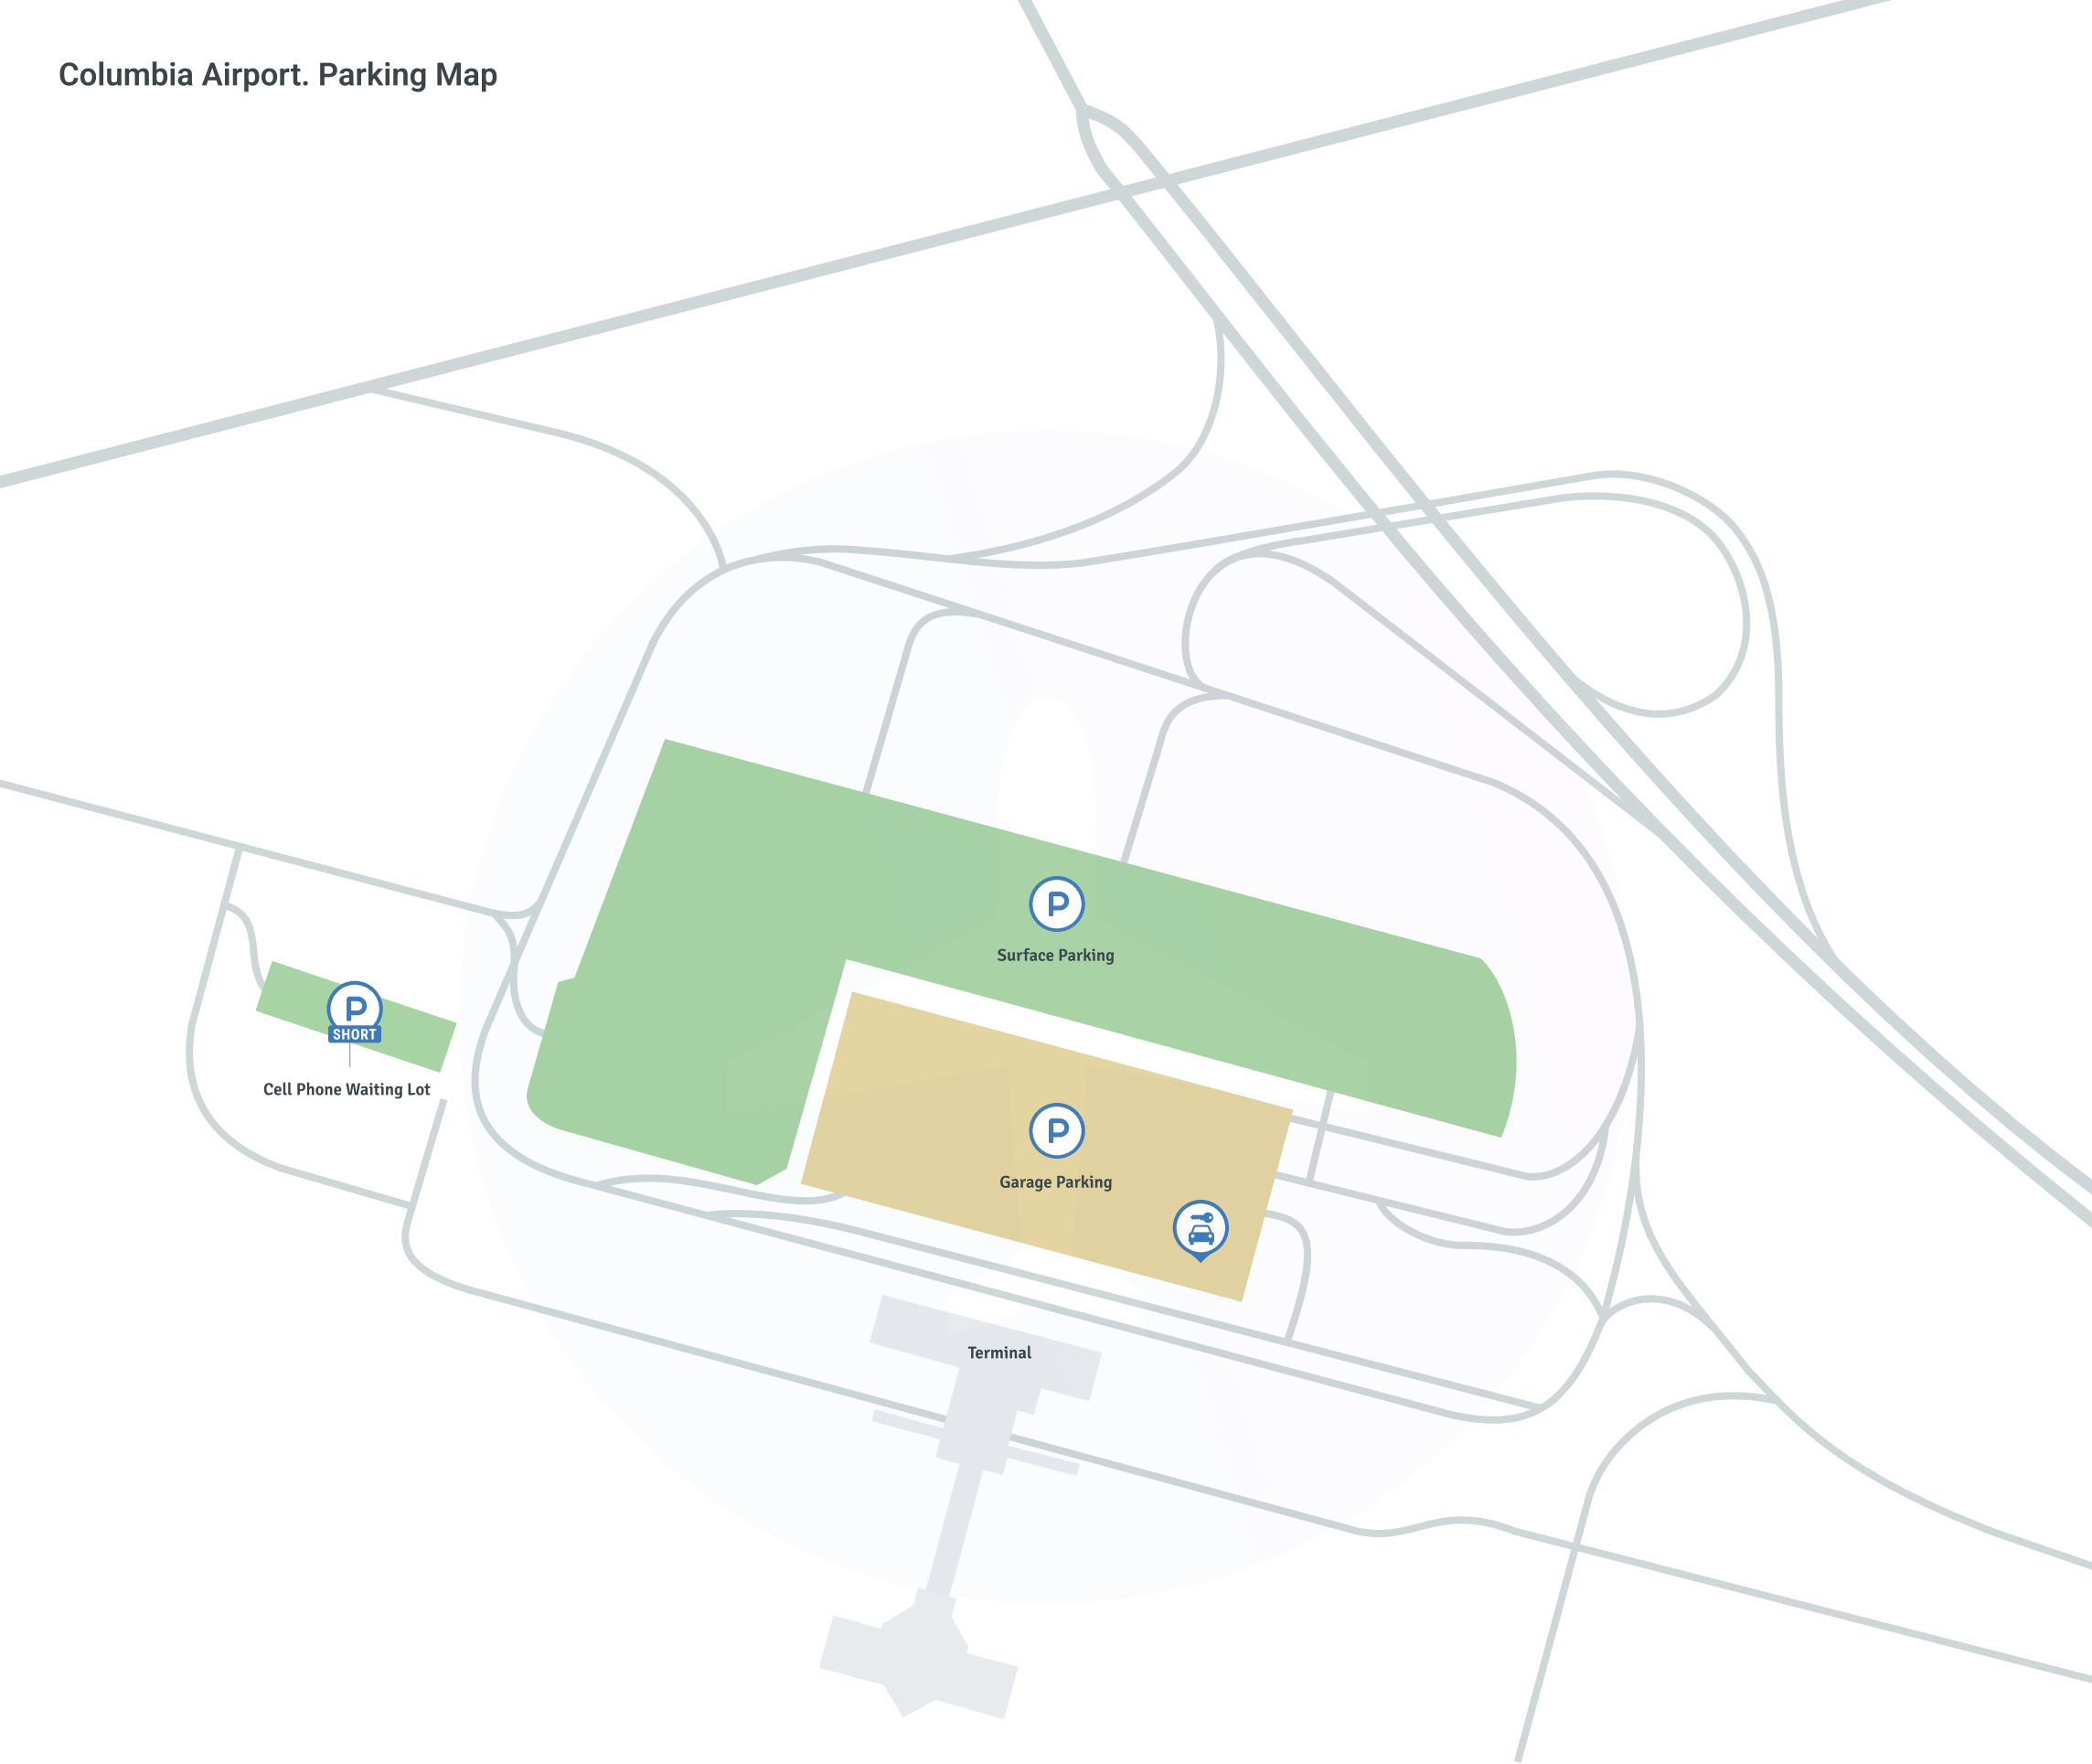 Columbia Airport. Parking Map
P
Surface Parking
P
SHORT
Cell Phone Waiting Lot
P
Garage Parking
Terminal